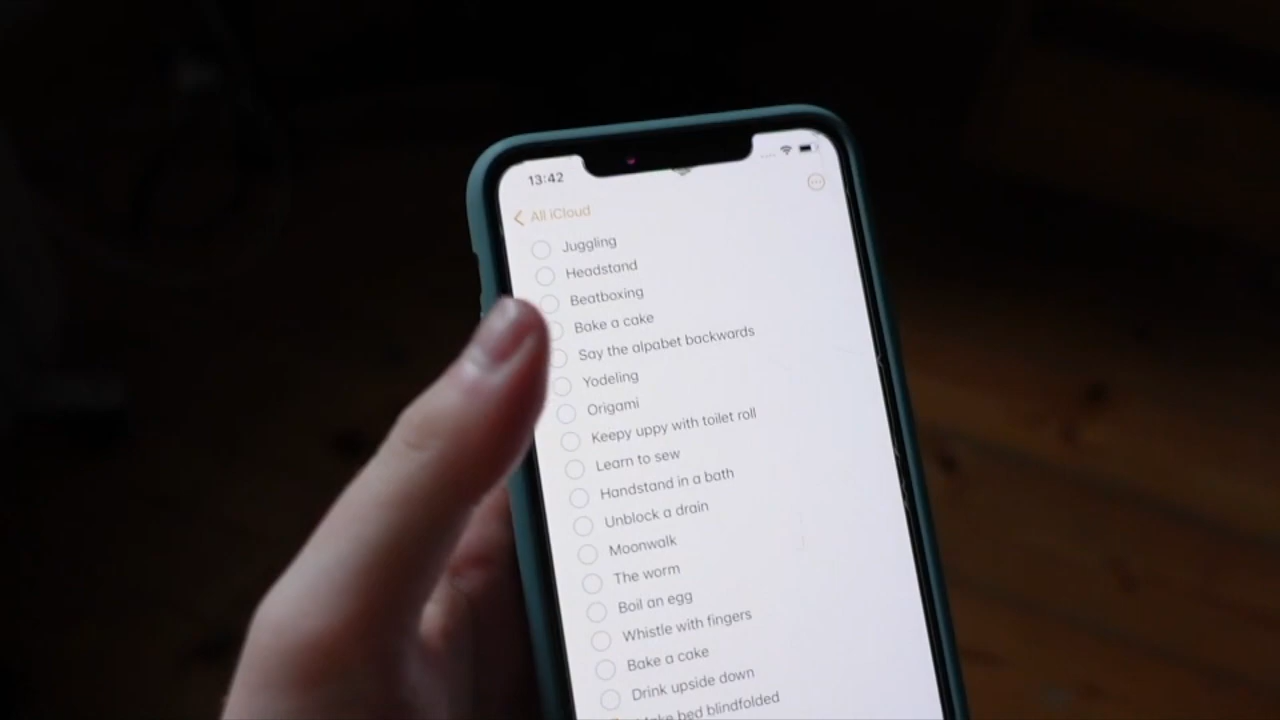 13:42
All iCloud
Juggling
Headstand
Beatboxing
Bake a cake
Say the alpabet backwards
Yodeling
Origami
Keepy uppy with toilet roll
Learn to sew
Handstand in a bath
Unblock a drain
Moonwalk
The worm
Boil an egg
Whistle with fingers
Bake a cake
Drink upside down
Make bed blindfolded